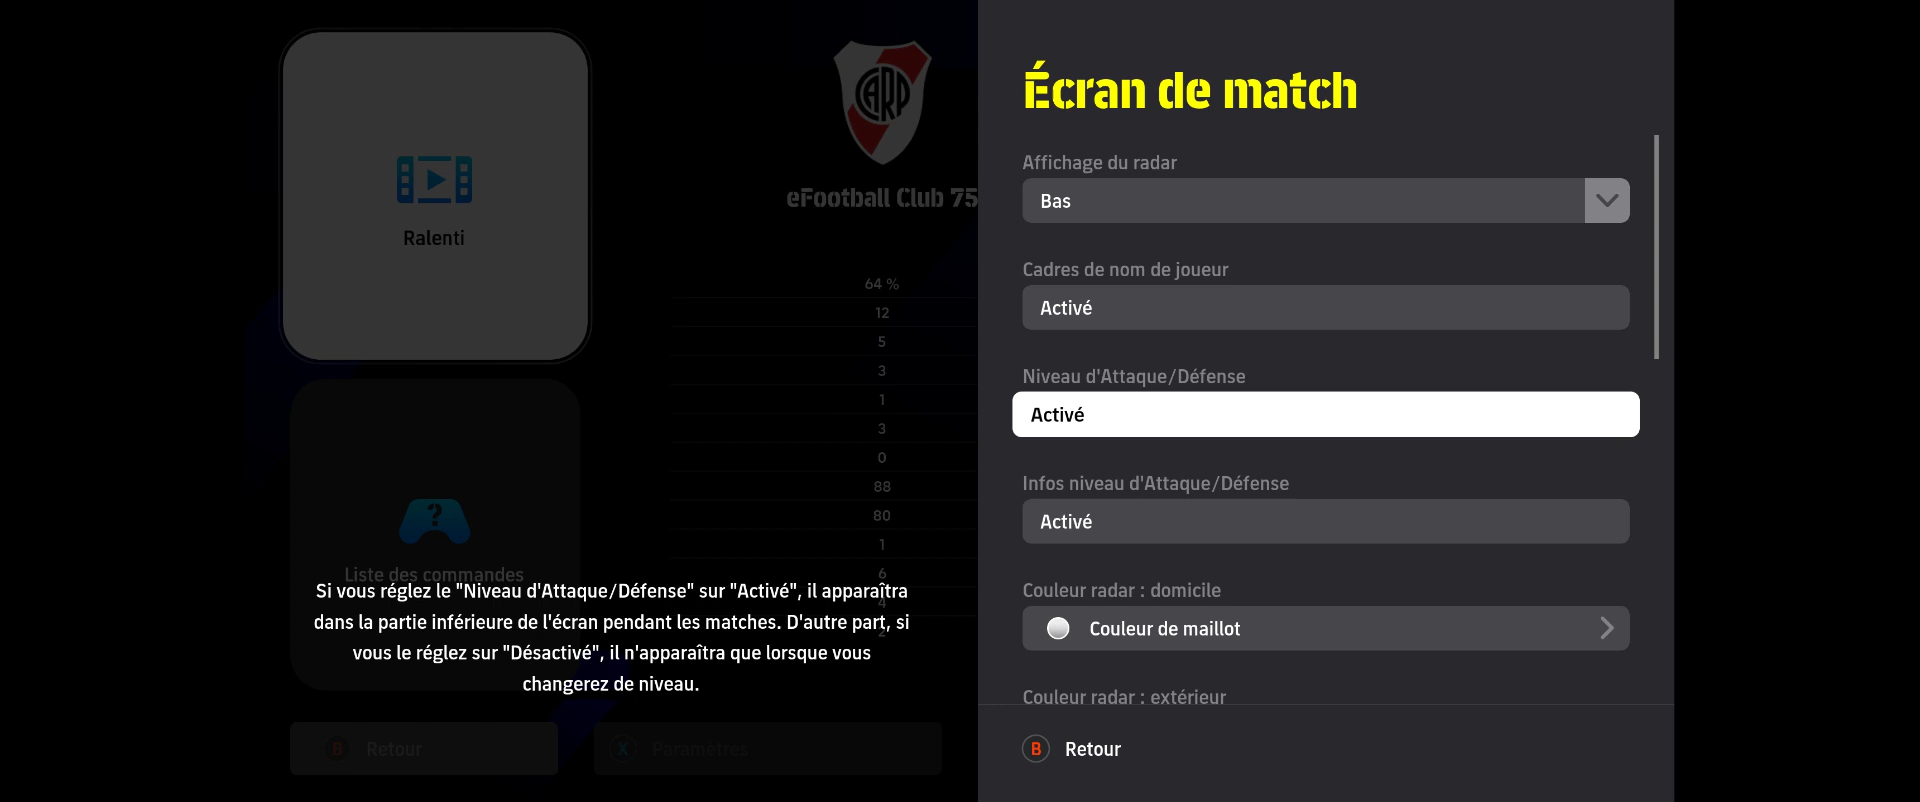 Ralenti
CARP
eFootball Club 75
64 %
12
5
3
1
3
0
88
80
1
6
4
2
?
Liste des commandes
Si vous réglez le "Niveau d'Attaque/Défense" sur "Activé", il apparaîtra
dans la partie inférieure de l'écran pendant les matches. D'autre part, si
vous le réglez sur "Désactivé", il n'apparaîtra que lorsque vous
changerez de niveau.
B Retour
X Paramètres
Écran de match
Affichage du radar
Bas
Cadres de nom de joueur
Activé
Niveau d'Attaque/Défense
Activé
Infos niveau d'Attaque/Défense
Activé
Couleur radar : domicile
Couleur de maillot
Couleur radar : extérieur
B Retour